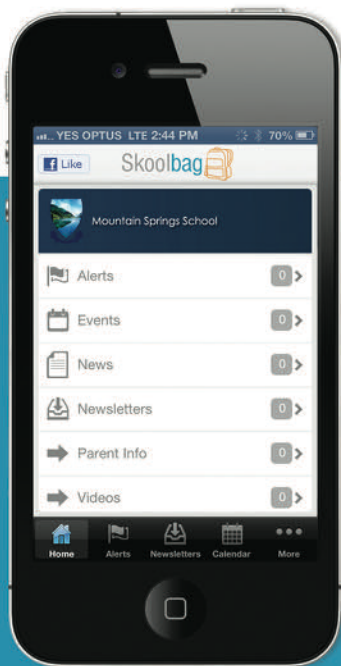 YES OPTUS LTE 2:44 PM 70%
Like Skoolbag
Mountain Springs School
Alerts 0
Events 0
News 0
Newsletters 0
Parent Info 0
Videos 0
Home Alerts Newsletters Calendar More